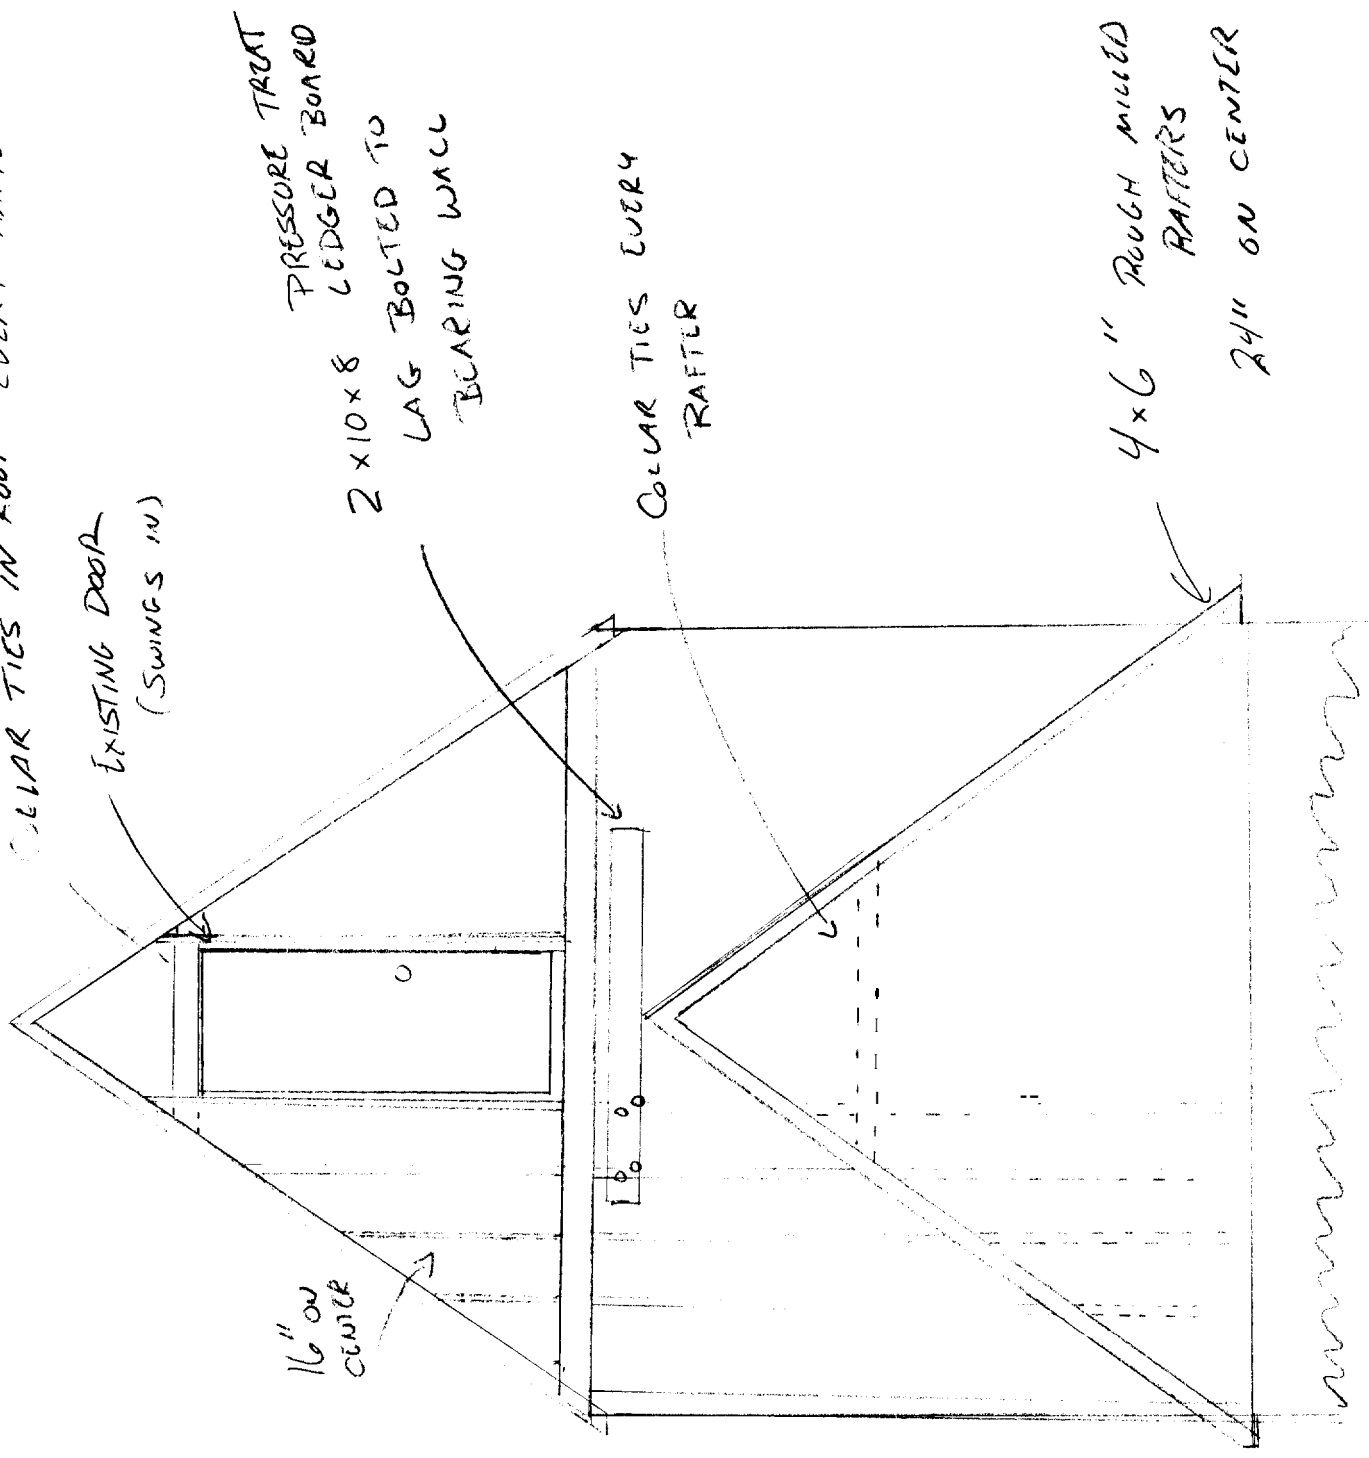 COLLAR TIES IN ROOF EVERY
EXISTING DOOR
(SWINGS IN)
PRESSURE TREAT
2 x 10 x 8 LEDGER BOARD
LAG BOLTED TO
BEARING WALL
COLLAR TIES EVERY
RAFTER
4 x 6" ROUGH MILLED
RAFTERS
24" ON CENTER
16" ON
CENTER